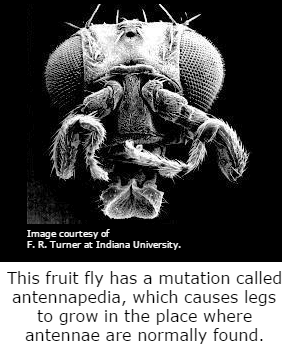 Image courtesy of
F. R. Turner at Indiana University.
This fruit fly has a mutation called
antennapedia, which causes legs
to grow in the place where
antennae are normally found.